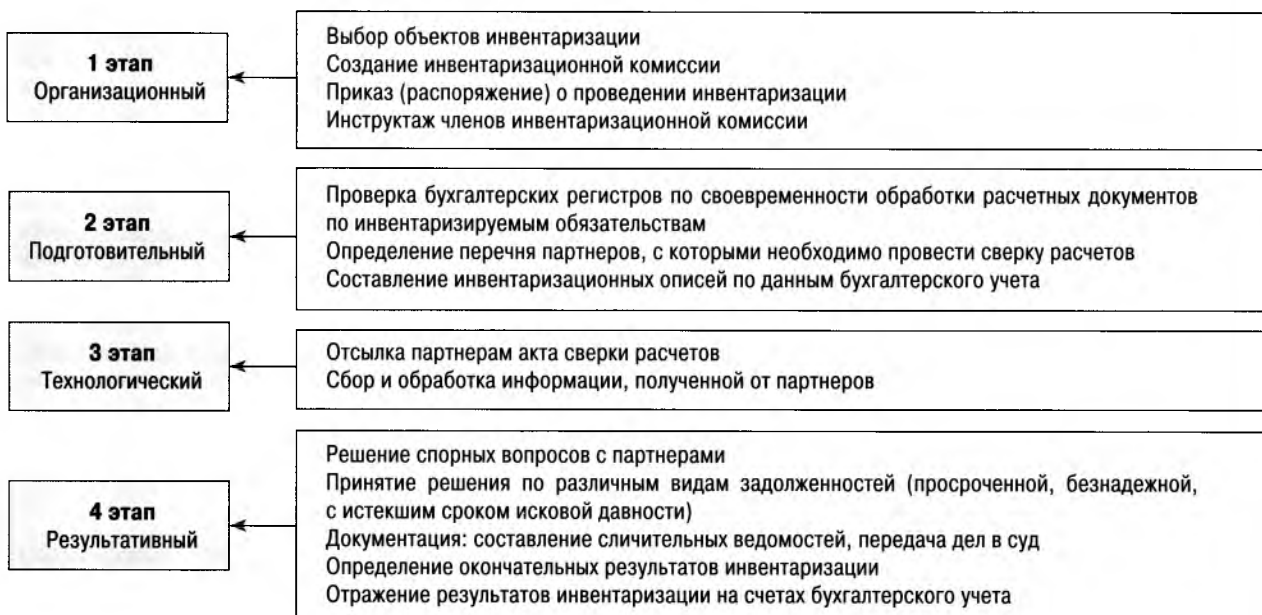 1 этап
Организационный
Выбор объектов инвентаризации
Создание инвентаризационной комиссии
Приказ (распоряжение) о проведении инвентаризации
Инструктаж членов инвентаризационной комиссии
2 этап
Подготовительный
Проверка бухгалтерских регистров по своевременности обработки расчетных документов
по инвентаризируемым обязательствам
Определение перечня партнеров, с которыми необходимо провести сверку расчетов
Составление инвентаризационных описей по данным бухгалтерского учета
3 этап
Технологический
Отсылка партнерам акта сверки расчетов
Сбор и обработка информации, полученной от партнеров
4 этап
Результативный
Решение спорных вопросов с партнерами
Принятие решения по различным видам задолженностей (просроченной, безнадежной,
с истекшим сроком исковой давности)
Документация: составление сличительных ведомостей, передача дел в суд
Определение окончательных результатов инвентаризации
Отражение результатов инвентаризации на счетах бухгалтерского учета